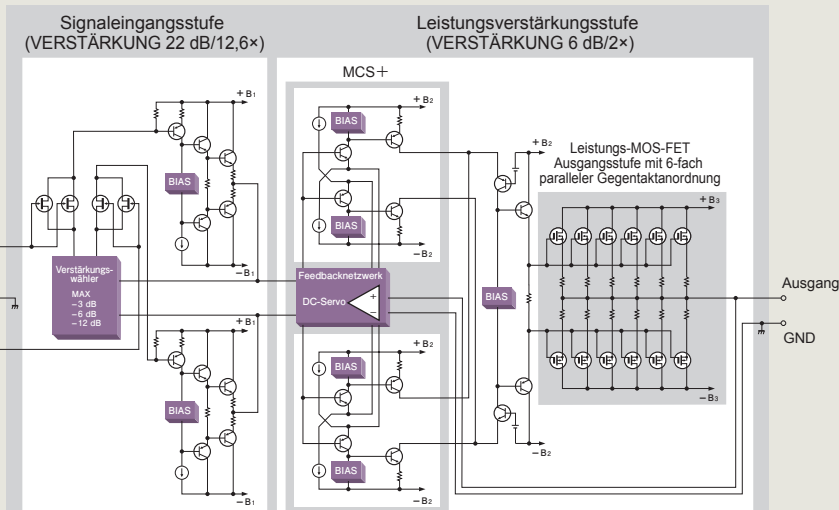 Signaleingangsstufe
(VERSTÄRKUNG 22 dB/12,6×)
Leistungsverstärkungsstufe
(VERSTÄRKUNG 6 dB/2×)
MCS+
+ B1
BIAS
− B1
Verstärkungs-
wähler
MAX
−3 dB
−6 dB
−12 dB
+ B1
BIAS
− B1
+ B2
BIAS
BIAS
− B2
Feedbacknetzwerk
DC-Servo
+
−
+ B2
BIAS
BIAS
− B2
+ B2
BIAS
− B2
Leistungs-MOS-FET
Ausgangsstufe mit 6-fach
paralleler Gegentaktanordnung
+ B3
− B3
Ausgang
GND